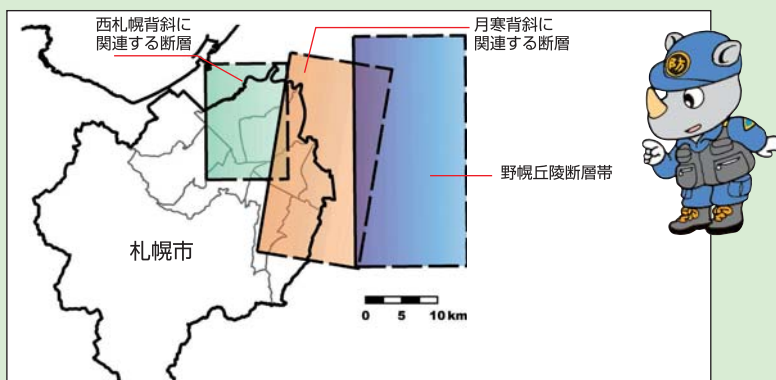 西札幌背斜に
関連する断層
月寒背斜に
関連する断層
防
野幌丘陵断層帯
札幌市
0 5 10 km